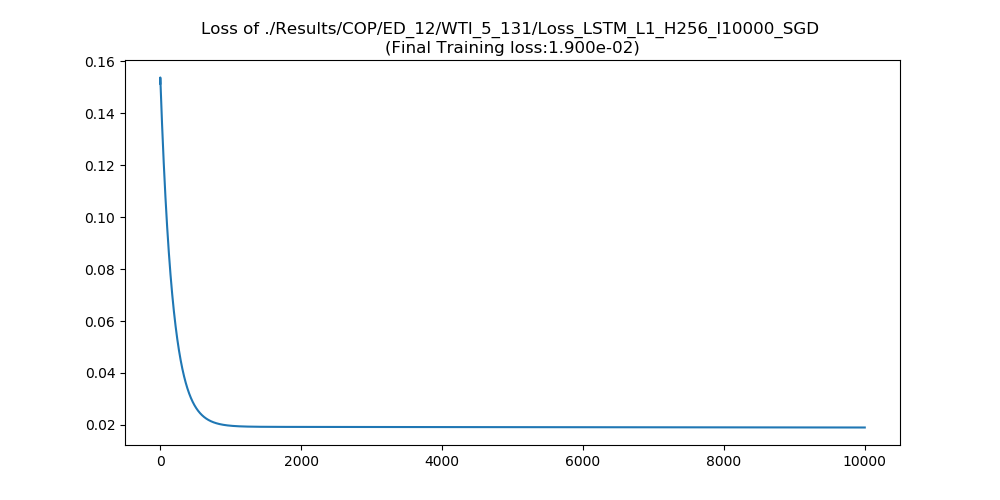 Loss of ./Results/COP/ED_12/WTI_5_131/Loss_LSTM_L1_H256_I10000_SGD
(Final Training loss:1.900e-02)
0.16
0.14
0.12
0.10
0.08
0.06
0.04
0.02
0 2000 4000 6000 8000 10000